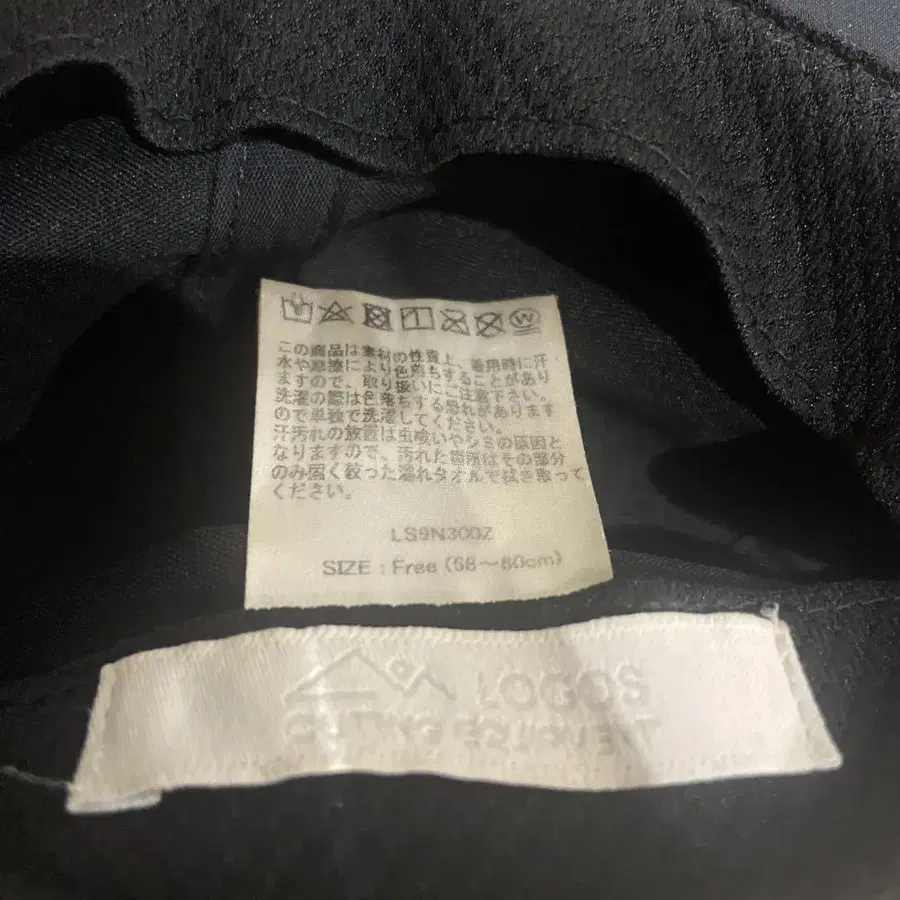 この商品は素材の性質上、着用時に汗・
水や摩擦により色落ちすることがあり
ますので、取り扱いにご注意下さい。
洗濯の際は色落ちする恐れがあります
ので単独で洗濯してください。
汗汚れの放置は虫喰いやシミの原因と
なりますので、汚れた箇所はその部分
のみ固く絞った濡れタオルで拭き取って
ください。
LS9N300Z
SIZE : Free (58～60cm)
LOGOS